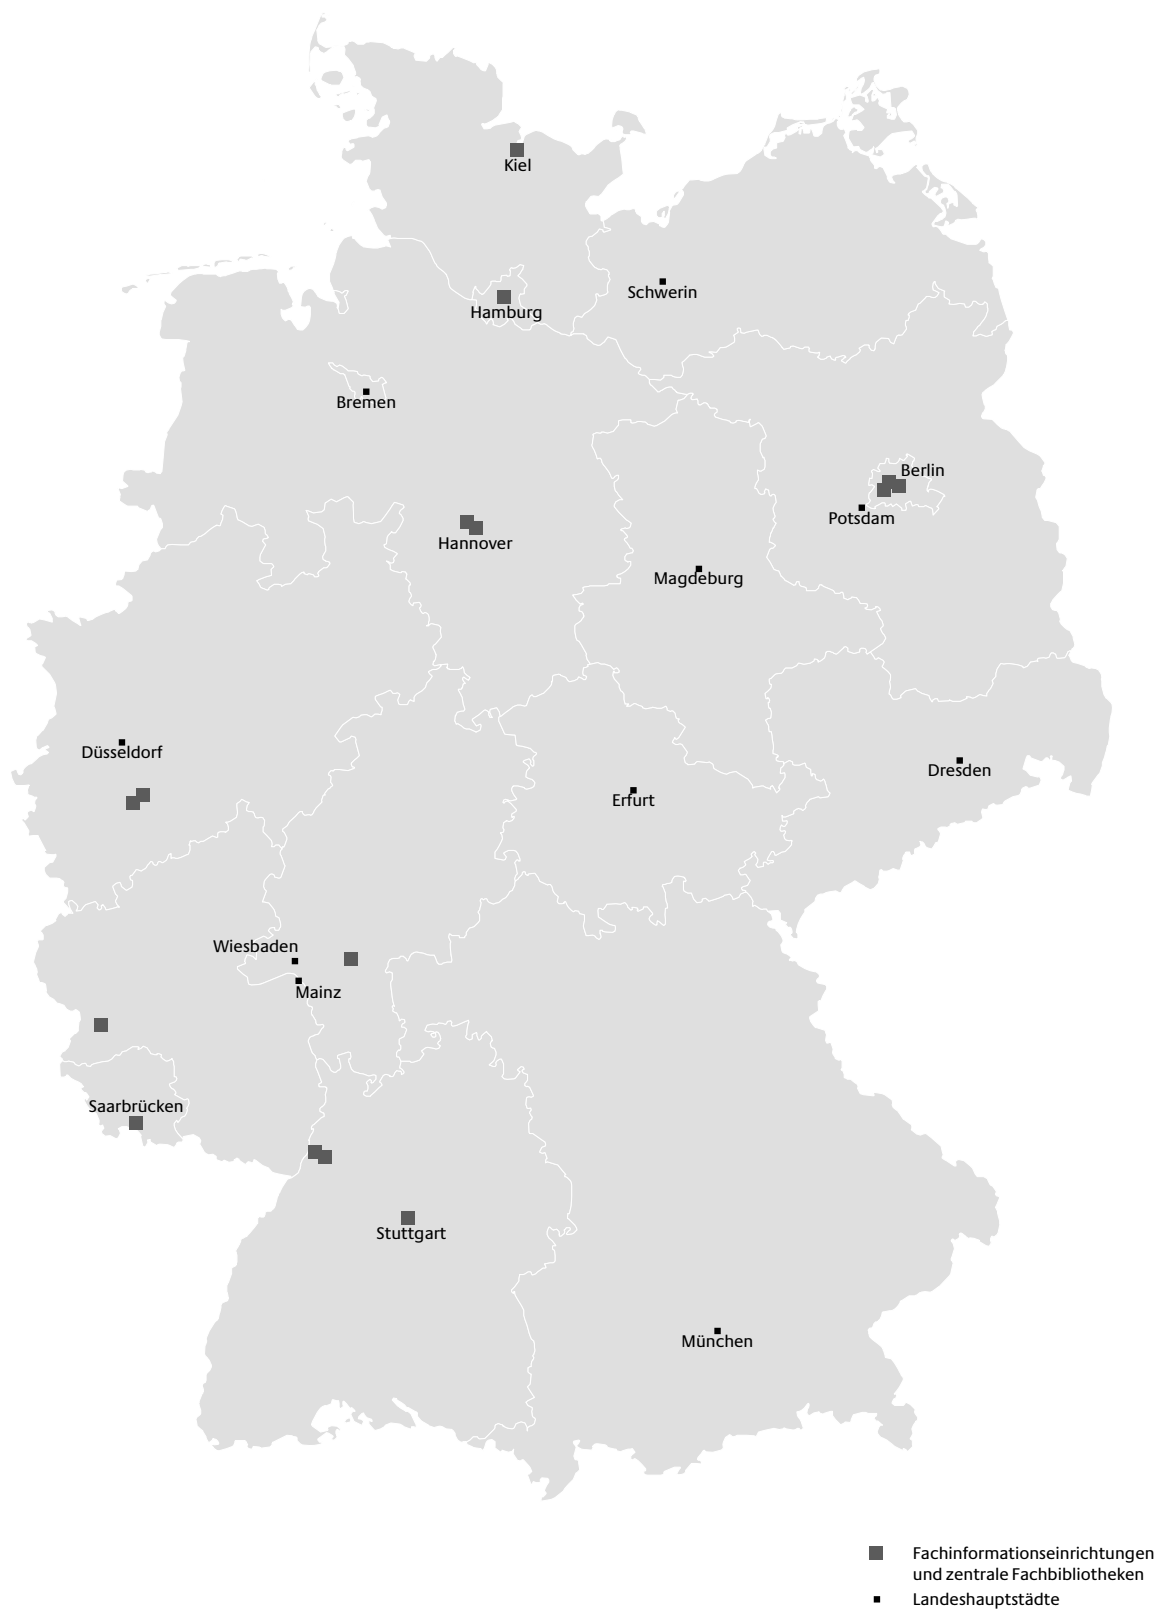 Kiel
Schwerin
Hamburg
Bremen
Berlin
Potsdam
Hannover
Magdeburg
Düsseldorf
Dresden
Erfurt
Wiesbaden
Mainz
Saarbrücken
Stuttgart
München
Fachinformationseinrichtungen
und zentrale Fachbibliotheken
Landeshauptstädte